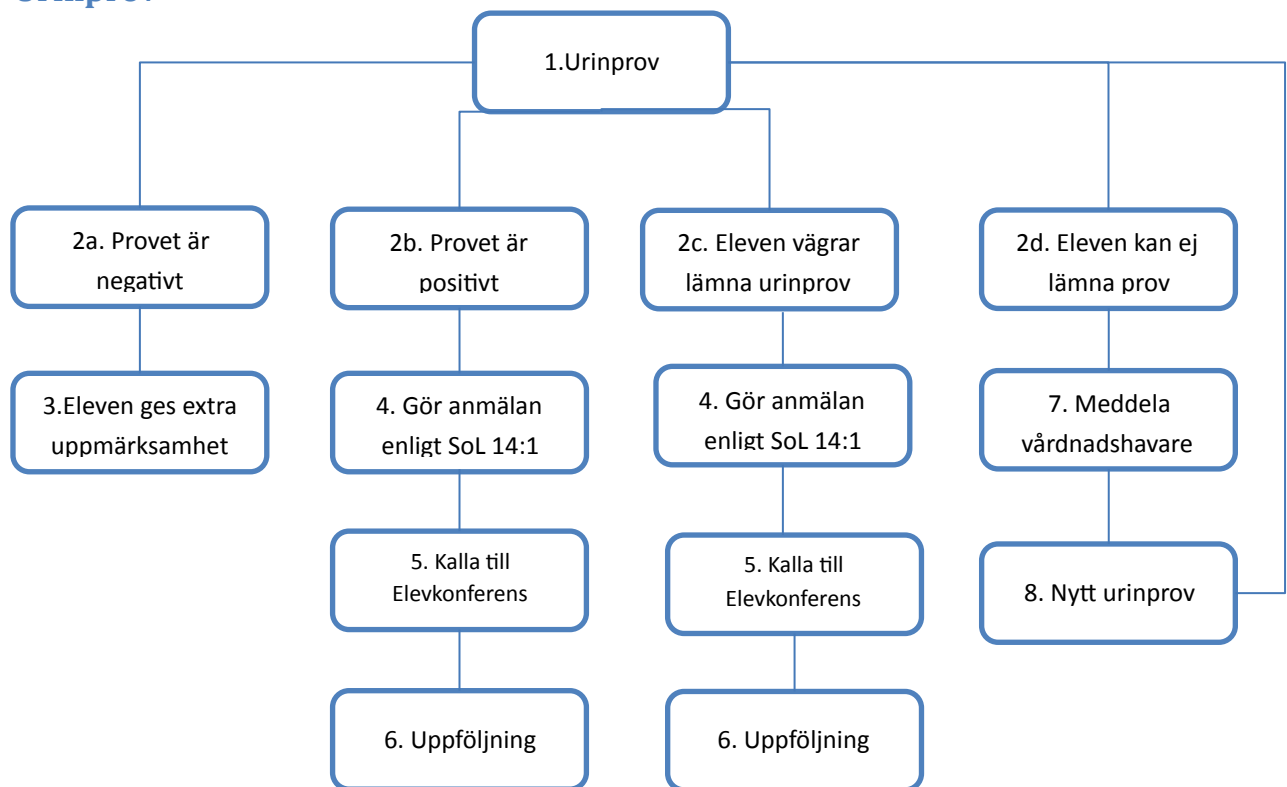 Urinprov
1.Urinprov
2a. Provet är
negativt
2b. Provet är
positivt
2c. Eleven vägrar
lämna urinprov
2d. Eleven kan ej
lämna prov
3.Eleven ges extra
uppmärksamhet
4. Gör anmälan
enligt SoL 14:1
4. Gör anmälan
enligt SoL 14:1
7. Meddela
vårdnadshavare
5. Kalla till
Elevkonferens
5. Kalla till
Elevkonferens
8. Nytt urinprov
6. Uppföljning
6. Uppföljning